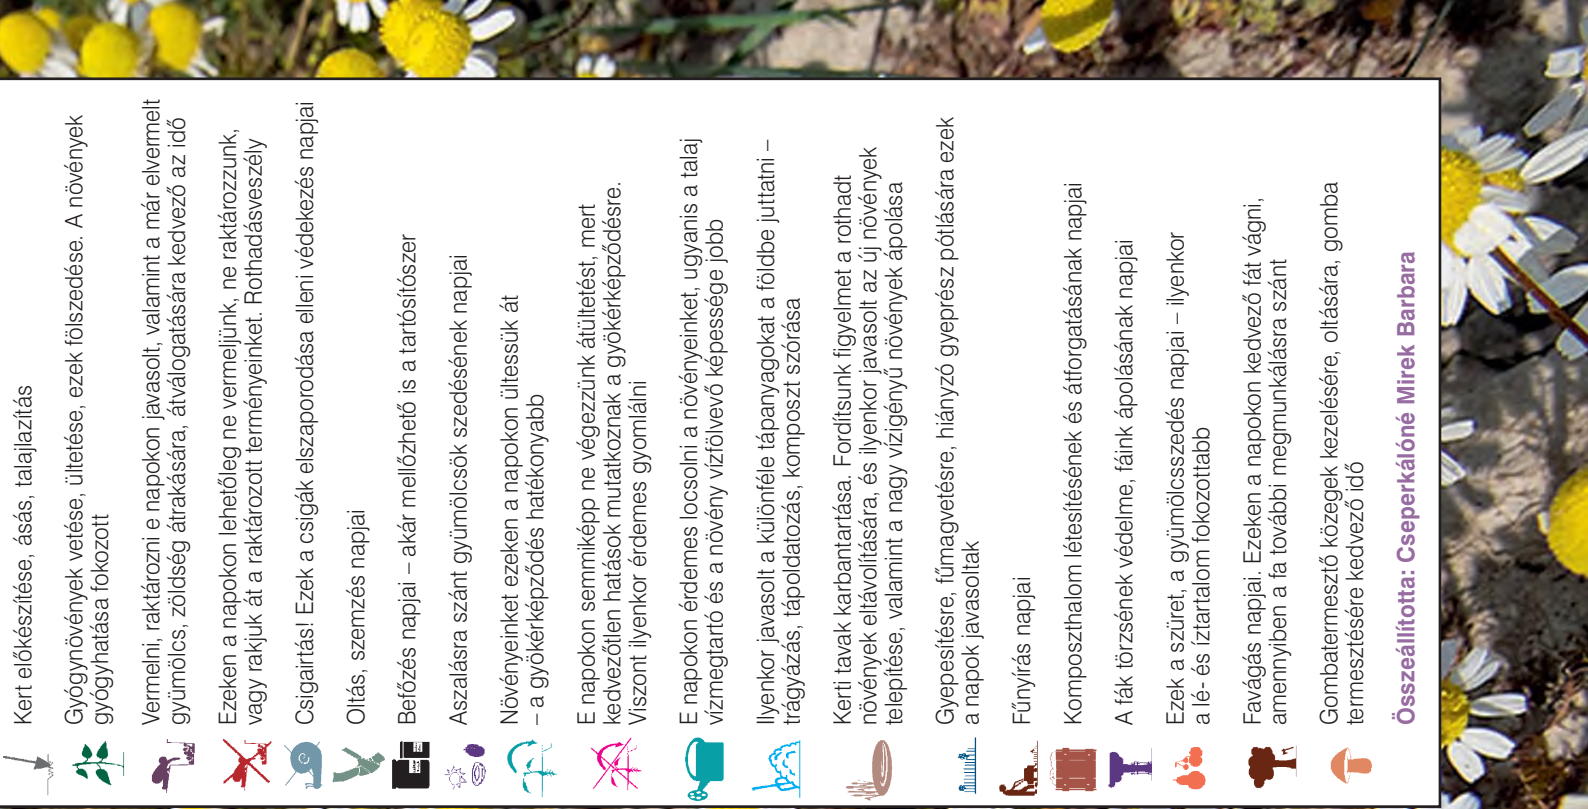 Kert előkészítése, ásás, talajlazítás
Gyógynövények vetése, ültetése, ezek fölszedése. A növények
gyógyhatása fokozott
Vermelni, raktározni e napokon javasolt, valamint a már elvermelt
gyümölcs, zöldség átrakására, átválogatására kedvező az idő
Ezeken a napokon lehetőleg ne vermeljünk, ne raktározzunk,
vagy rakjuk át a raktározott terményeinket. Rothadásveszély
Csigairtás! Ezek a csigák elszaporodása elleni védekezés napjai
Oltás, szemzés napjai
Befőzés napjai – akár mellőzhető is a tartósítószer
Aszalásra szánt gyümölcsök szedésének napjai
Növényeinket ezeken a napokon ültessük át
– a gyökérképződés hatékonyabb
E napokon semmiképp ne végezzünk átültetést, mert
kedvezőtlen hatások mutatkoznak a gyökérképződésre.
Viszont ilyenkor érdemes gyomlálni
E napokon érdemes locsolni a növényeinket, ugyanis a talaj
vízmegtartó és a növény vízfölvevő képessége jobb
Ilyenkor javasolt a különféle tápanyagokat a földbe juttatni –
trágyázás, tápoldatozás, komposzt szórása
Kerti tavak karbantartása. Fordítsunk figyelmet a rothadt
növények eltávolítására, és ilyenkor javasolt az új növények
telepítése, valamint a nagy vízigényű növények ápolása
Gyepesítésre, fűmagvetésre, hiányzó gyeprész pótlására ezek
a napok javasoltak
Fűnyírás napjai
Komposzthalom létesítésének és átforgatásának napjai
A fák törzsének védelme, fáink ápolásának napjai
Ezek a szüret, a gyümölcsszedés napjai – ilyenkor
a lé- és íztartalom fokozottabb
Favágás napjai. Ezeken a napokon kedvező fát vágni,
amennyiben a fa további megmunkálásra szánt
Gombatermesztő közegek kezelésére, oltására, gomba
termesztésére kedvező idő
Összeállította: Cseperkálóné Mirek Barbara